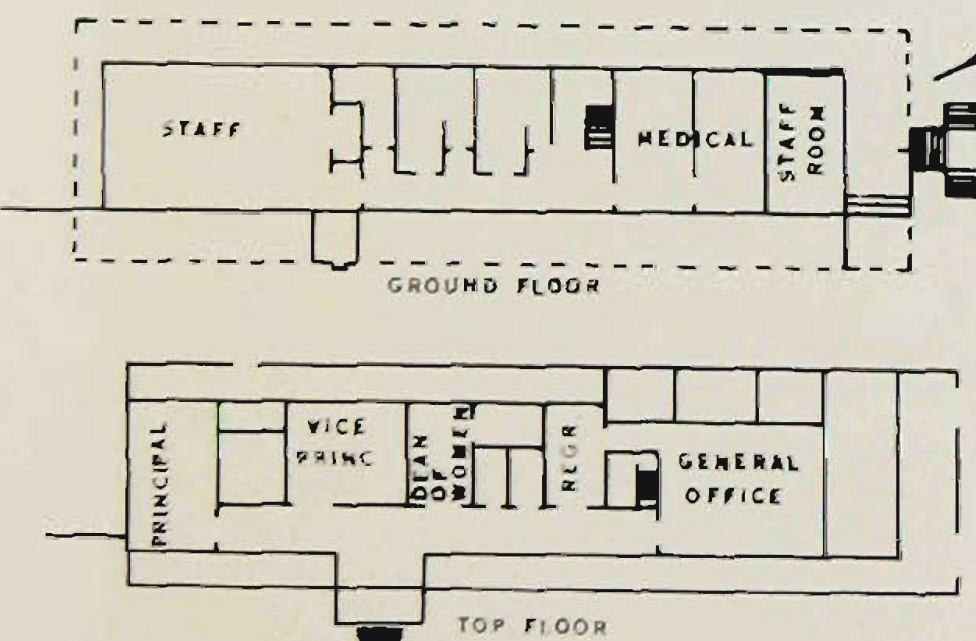 STAFF
MEDICAL
STAFF
ROOM
GROUND FLOOR
PRINCIPAL
VICE
PRINC
DEAN
OF
WOMEN
REGR.
GENERAL
OFFICE
TOP FLOOR